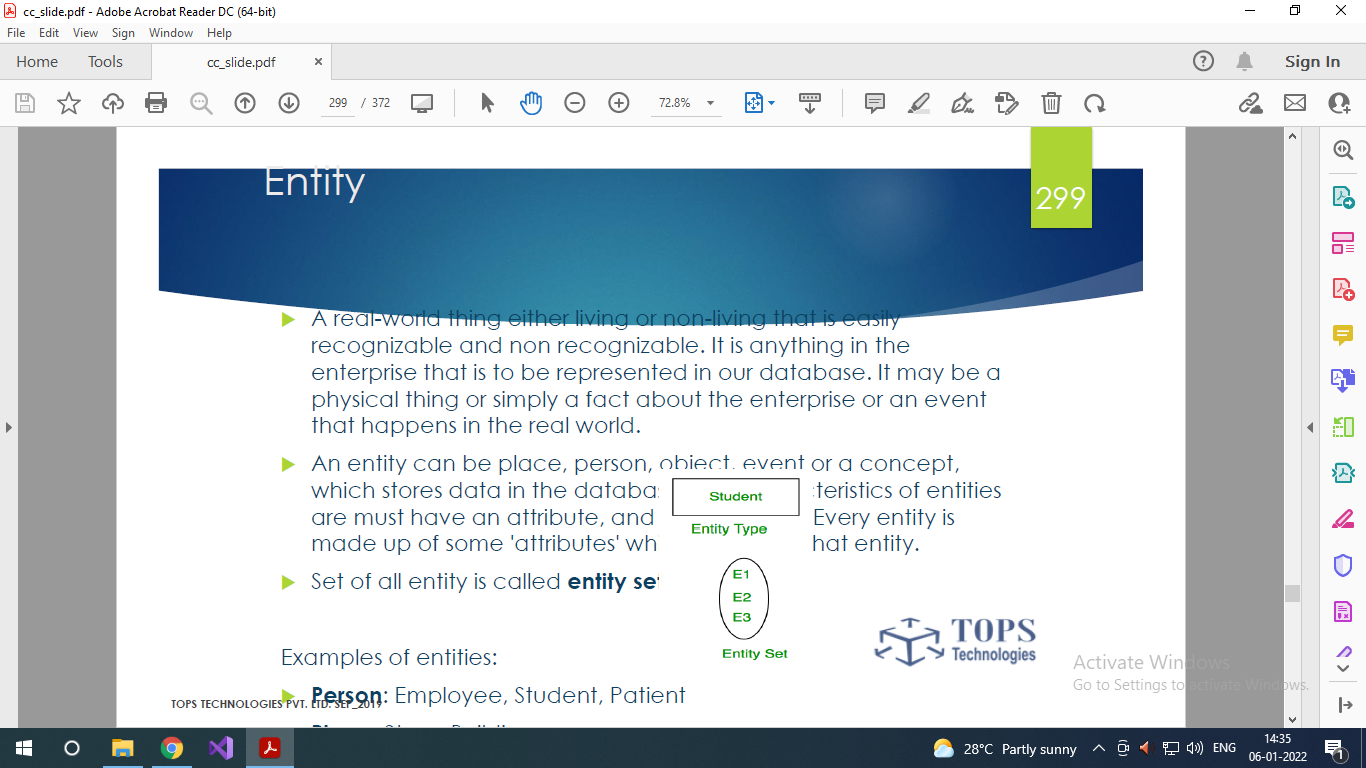 cc_slide.pdf - Adobe Acrobat Reader DC (64-bit)
File Edit View Sign Window Help
Home Tools cc_slide.pdf Sign In
299 / 372 72.8%
Entity
299
A real-world thing either living or non-living that is easily
recognizable and non recognizable. It is anything in the
enterprise that is to be represented in our database. It may be a
physical thing or simply a fact about the enterprise or an event
that happens in the real world.
An entity can be place, person, object, event or a concept,
which stores data in the databas teristics of entities
are must have an attribute, and Every entity is
made up of some 'attributes' wh hat entity.
Set of all entity is called entity set
Student
Entity Type
E1
E2
E3
Entity Set
TOPS
Technologies
Examples of entities:
Person: Employee, Student, Patient
TOPS TECHNOLOGIES PVT. LTD. SEP_2019
Activate Windows
Go to Settings to activate Windows.
28°C Partly sunny ENG 14:35
06-01-2022
1